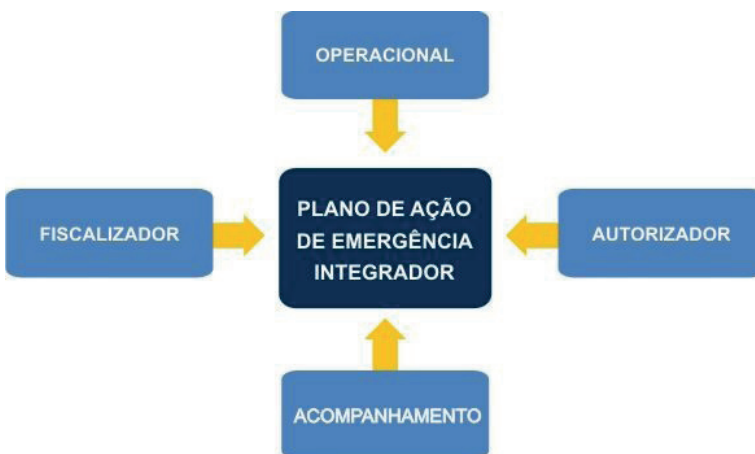 OPERACIONAL
FISCALIZADOR
PLANO DE AÇÃO
DE EMERGÊNCIA
INTEGRADOR
AUTORIZADOR
ACOMPANHAMENTO